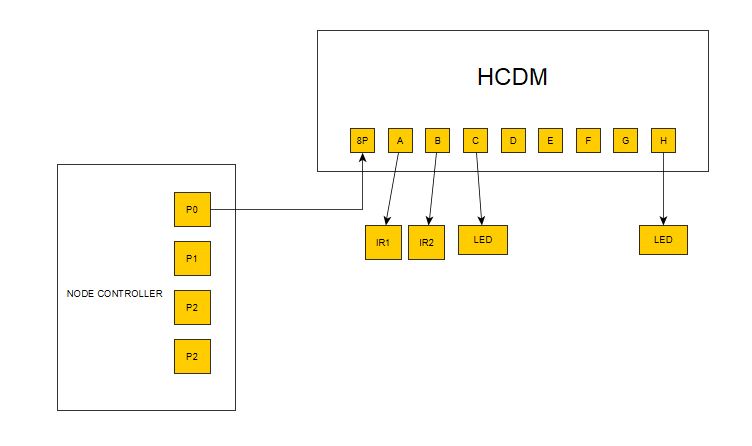 HCDM
8P A B C D E F G H
P0
IR1 IR2 LED LED
P1
NODE CONTROLLER
P2
P2